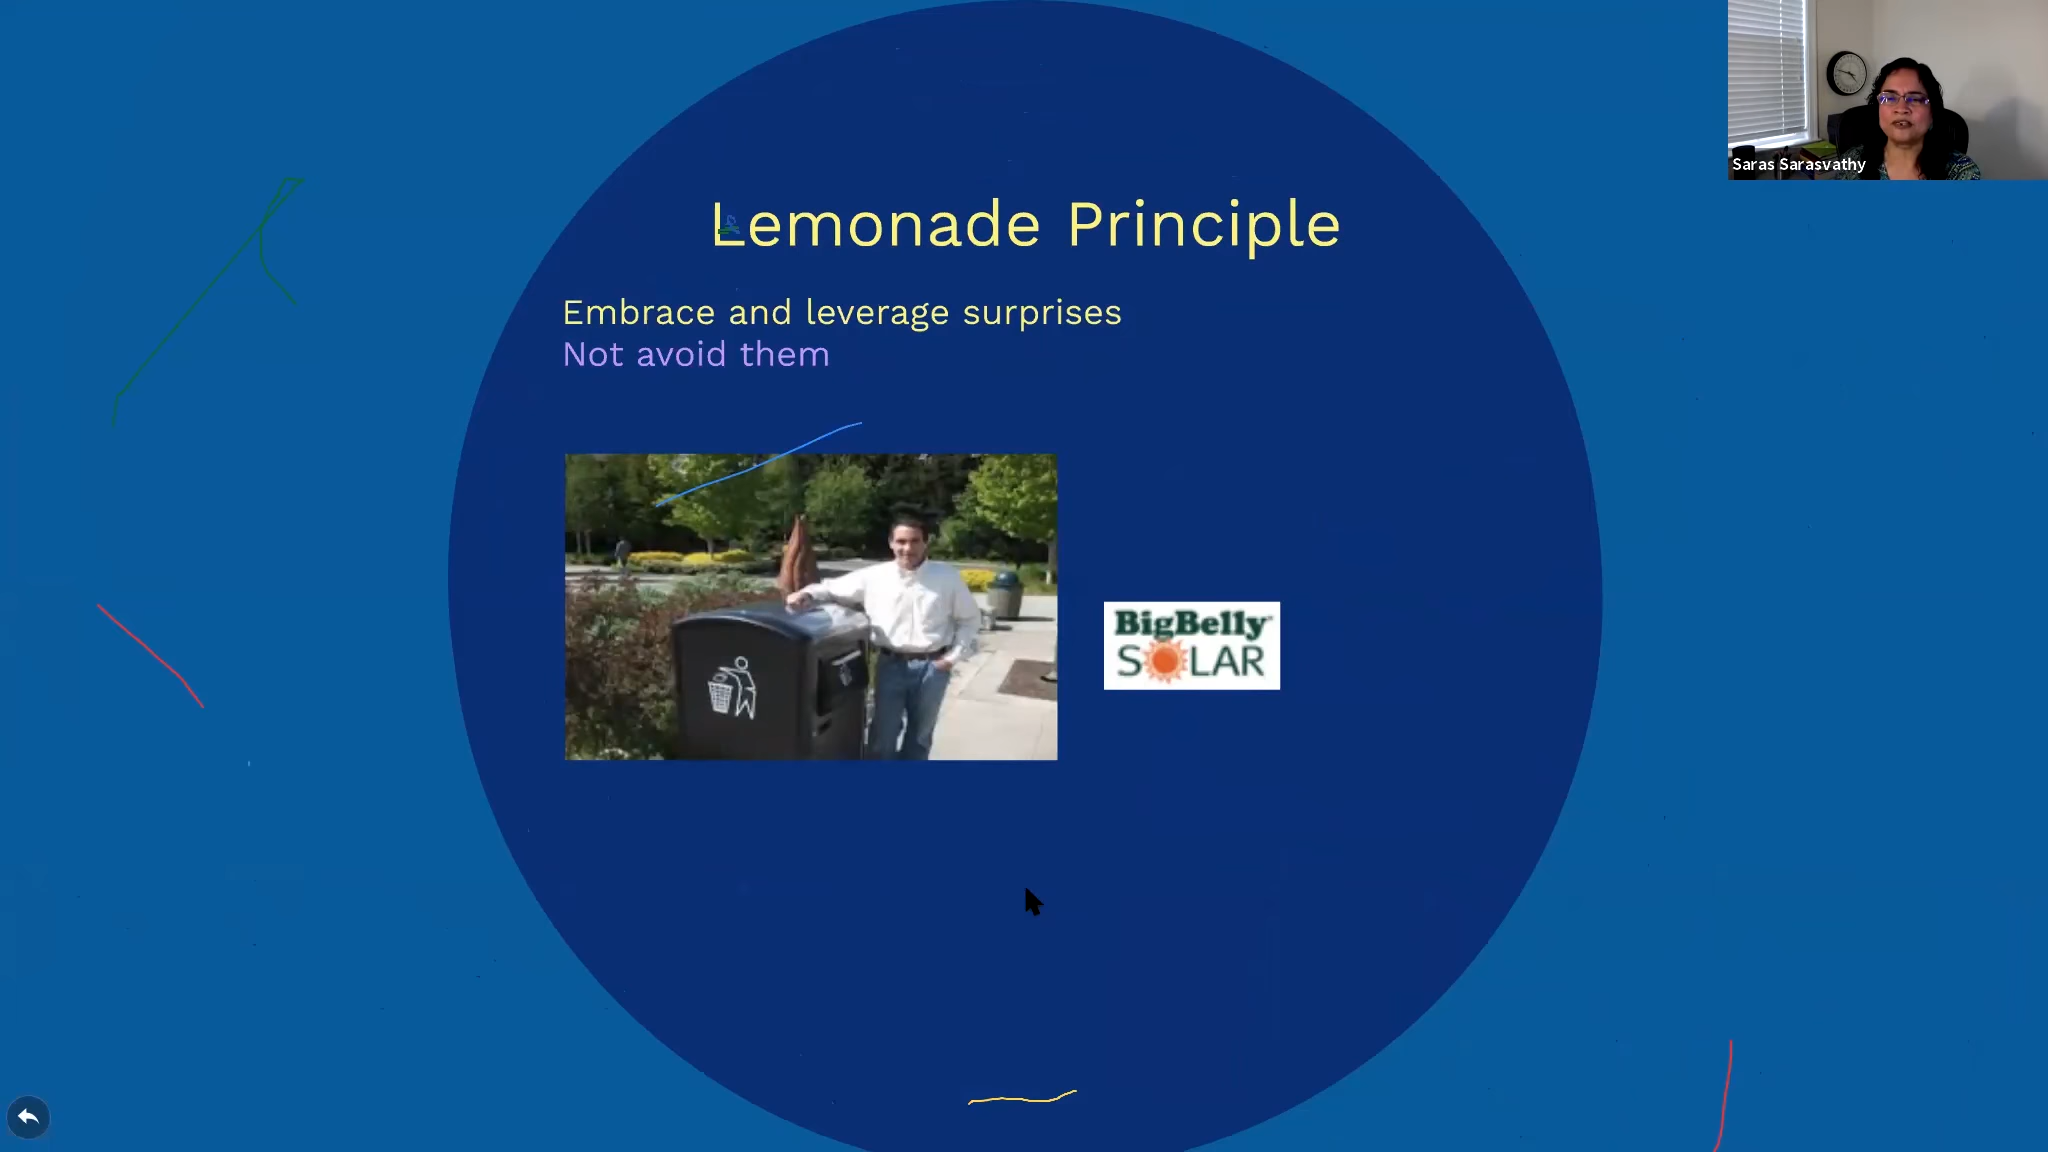 Saras Sarasvathy
Lemonade Principle
Embrace and leverage surprises
Not avoid them
BigBelly
SOLAR